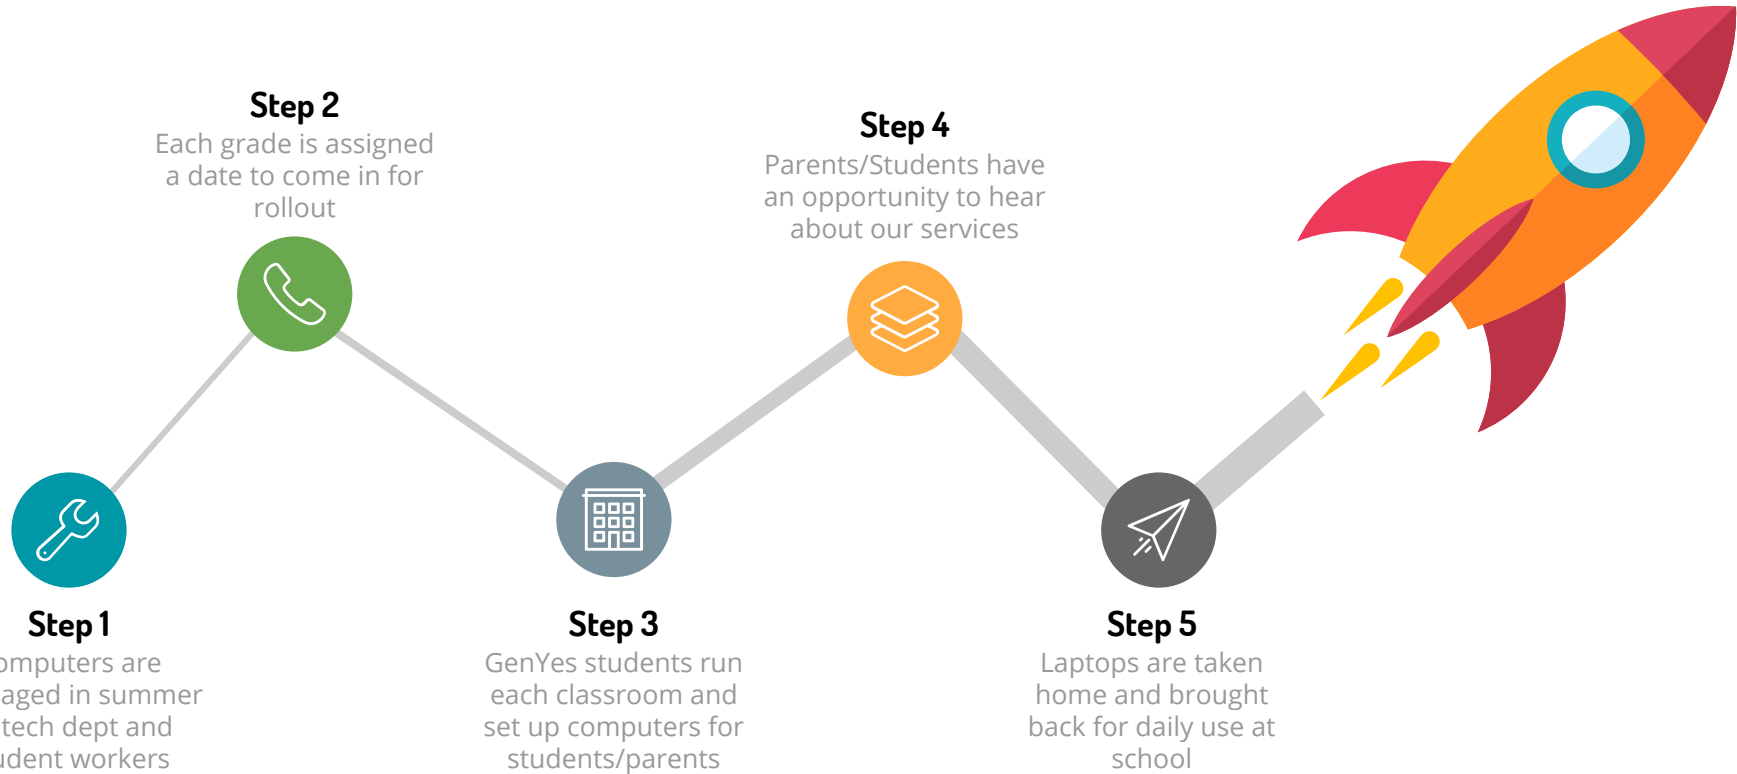 Step 1
omputers are
aged in summer
tech dept and
udent workers
Step 2
Each grade is assigned
a date to come in for
rollout
Step 3
GenYes students run
each classroom and
set up computers for
students/parents
Step 4
Parents/Students have
an opportunity to hear
about our services
Step 5
Laptops are taken
home and brought
back for daily use at
school